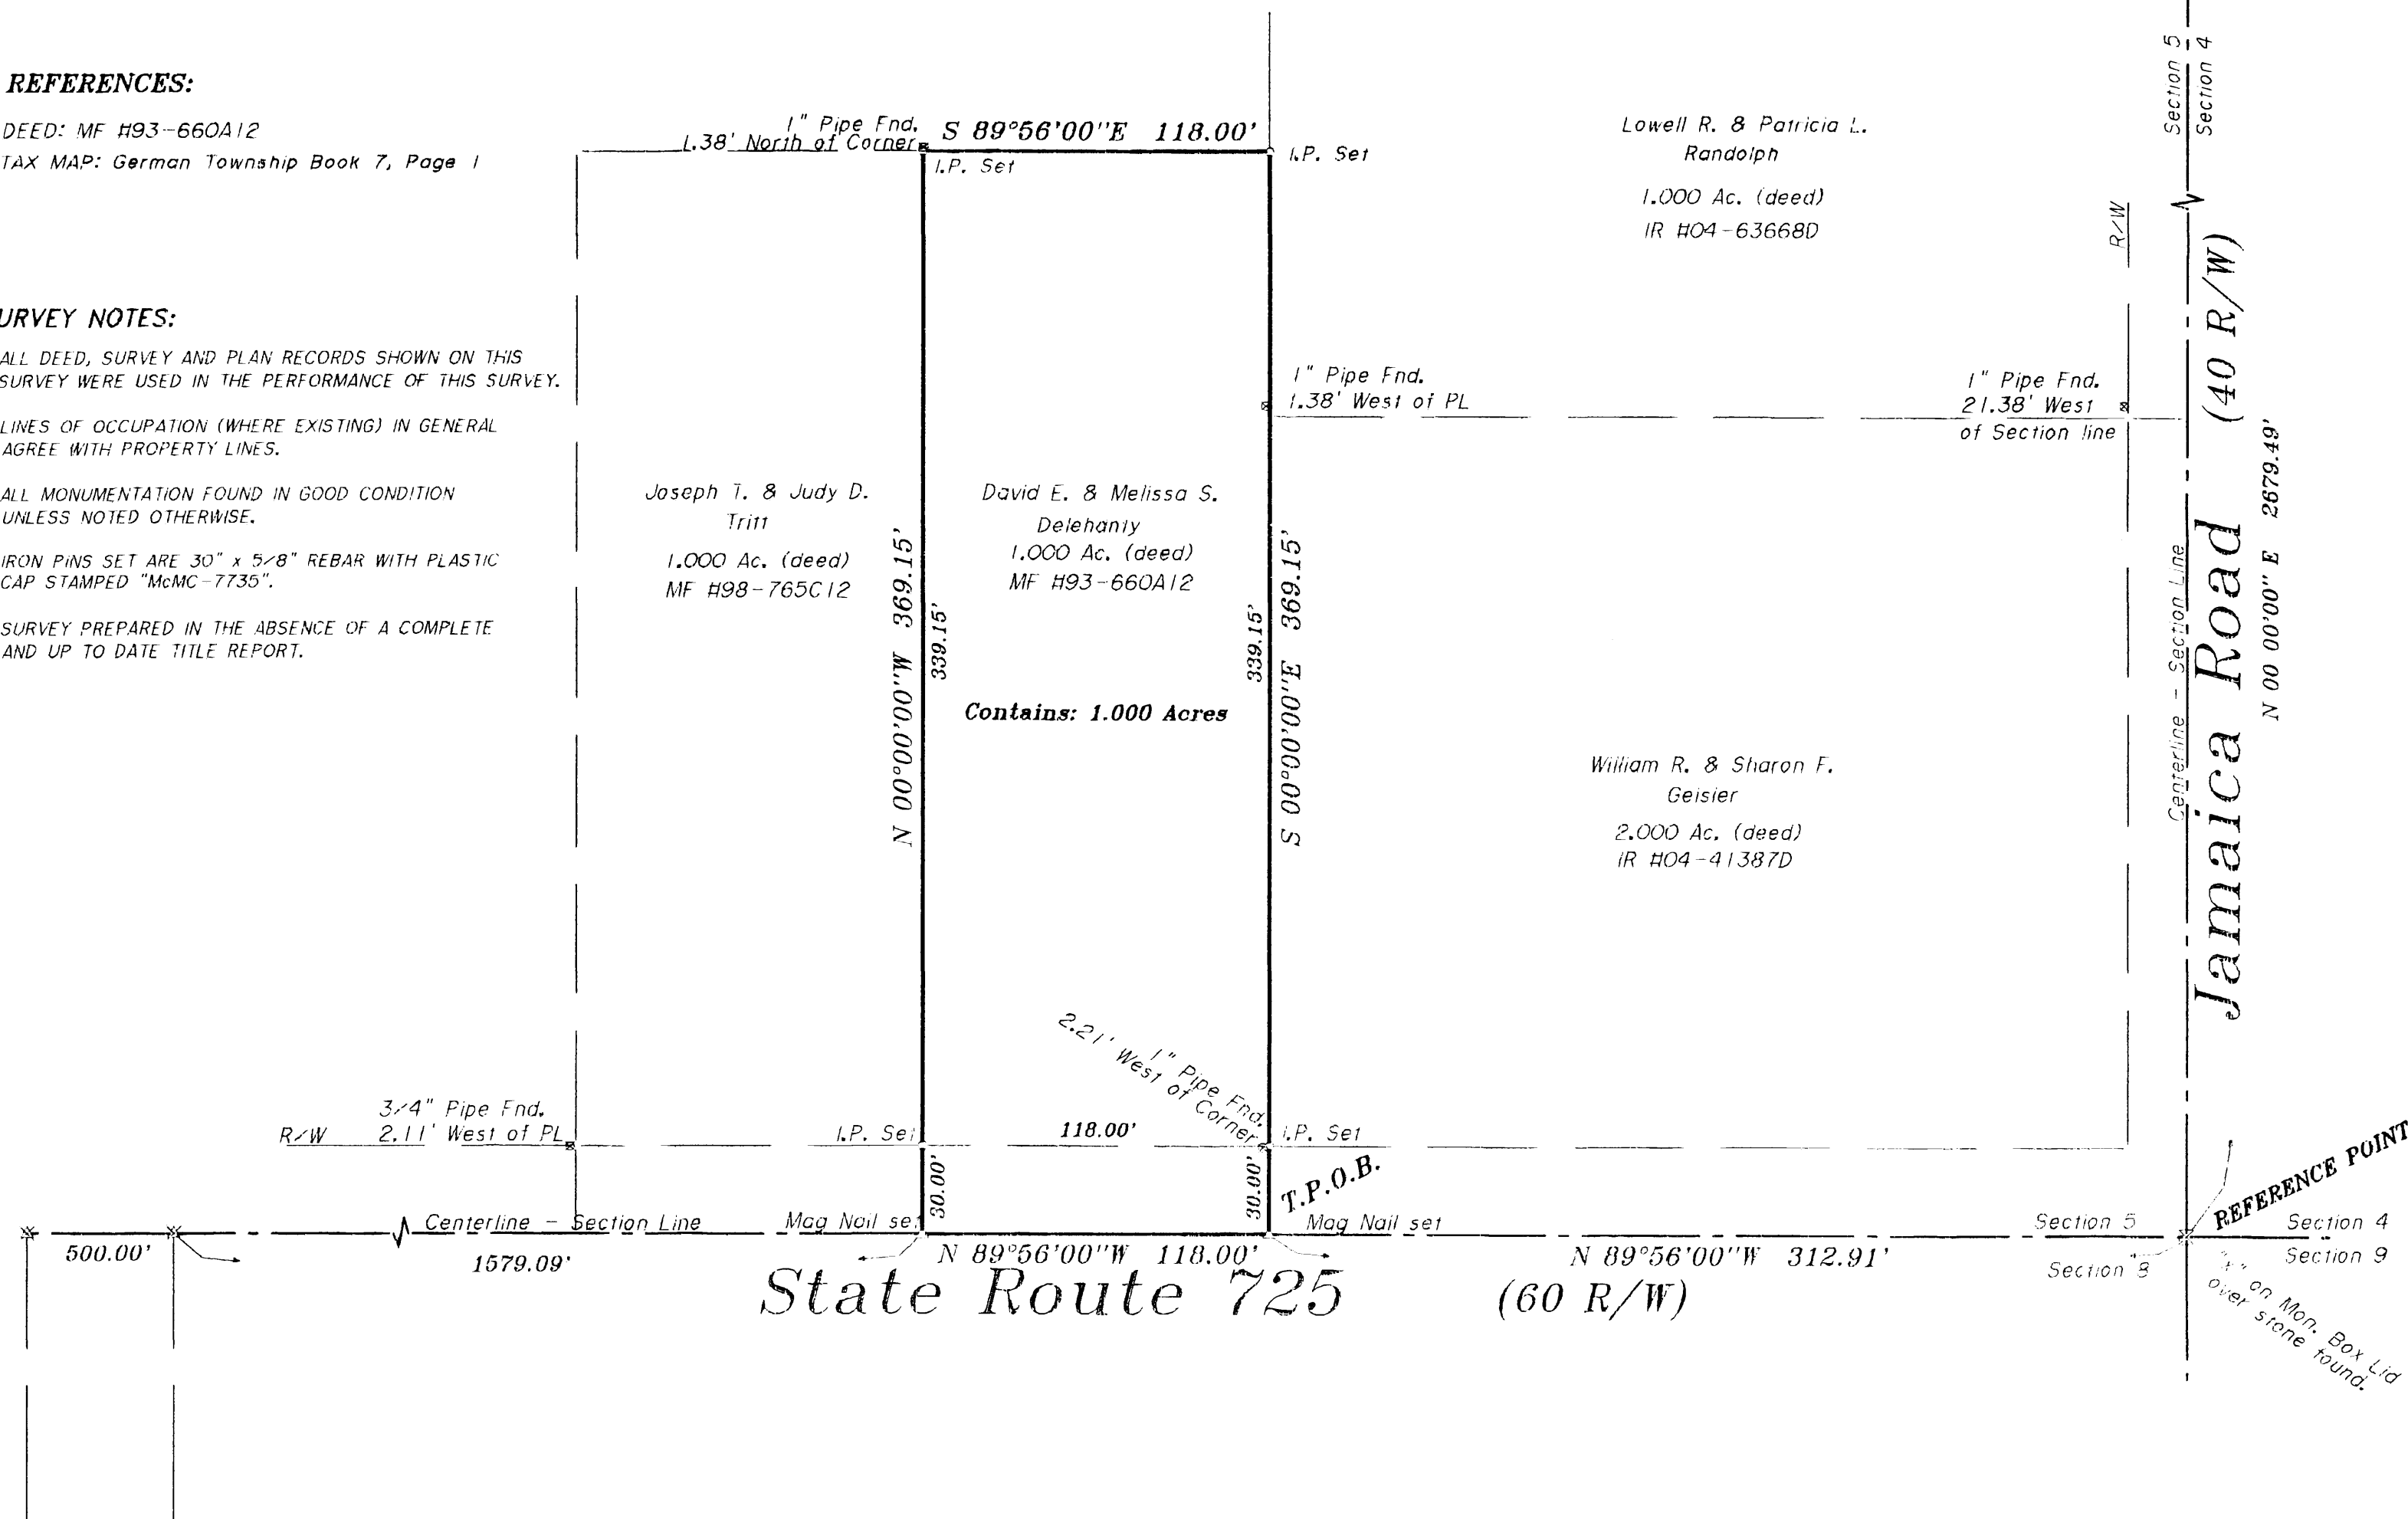 REFERENCES:
DEED: MF #93-660A12
TAX MAP: German Township Book 7, Page 1
URVEY NOTES:
ALL DEED, SURVEY AND PLAN RECORDS SHOWN ON THIS
SURVEY WERE USED IN THE PERFORMANCE OF THIS SURVEY.
LINES OF OCCUPATION (WHERE EXISTING) IN GENERAL
AGREE WITH PROPERTY LINES.
ALL MONUMENTATION FOUND IN GOOD CONDITION
UNLESS NOTED OTHERWISE.
IRON PINS SET ARE 30" x 5/8" REBAR WITH PLASTIC
CAP STAMPED "McMC-7735".
SURVEY PREPARED IN THE ABSENCE OF A COMPLETE
AND UP TO DATE TITLE REPORT.
1" Pipe Fnd.
1.38' North of Corner
S 89°56'00"E 118.00'
I.P. Set
I.P. Set
Lowell R. & Patricia L.
Randolph
1.000 Ac. (deed)
IR #04-63668D
Section 5
Section 4
R/W
1" Pipe Fnd.
1.38' West of PL
1" Pipe Fnd.
21.38' West
of Section line
Joseph T. & Judy D.
Tritt
1.000 Ac. (deed)
MF #98-765C12
N 00°00'00"W 369.15'
339.15'
David E. & Melissa S.
Delehanty
1.000 Ac. (deed)
MF #93-660A12
Contains: 1.000 Acres
339.15'
S 00°00'00"E 369.15'
William R. & Sharon F.
Geisier
2.000 Ac. (deed)
IR #04-41387D
Centerline - Section Line
Jamaica Road (40 R/W)
N 00 00'00" E 2679.49'
1" Pipe Fnd.
2.21' West of Corner
3/4" Pipe Fnd.
R/W 2.11' West of PL
I.P. Set
118.00'
I.P. Set
30.00'
30.00'
T.P.O.B.
REFERENCE POINT
Centerline - Section Line
Mag Nail set
Mag Nail set
Section 5
Section 4
500.00'
1579.09'
N 89°56'00"W 118.00'
N 89°56'00"W 312.91'
Section 8
Section 9
State Route 725 (60 R/W)
on Mon. Box Lid
over stone found.